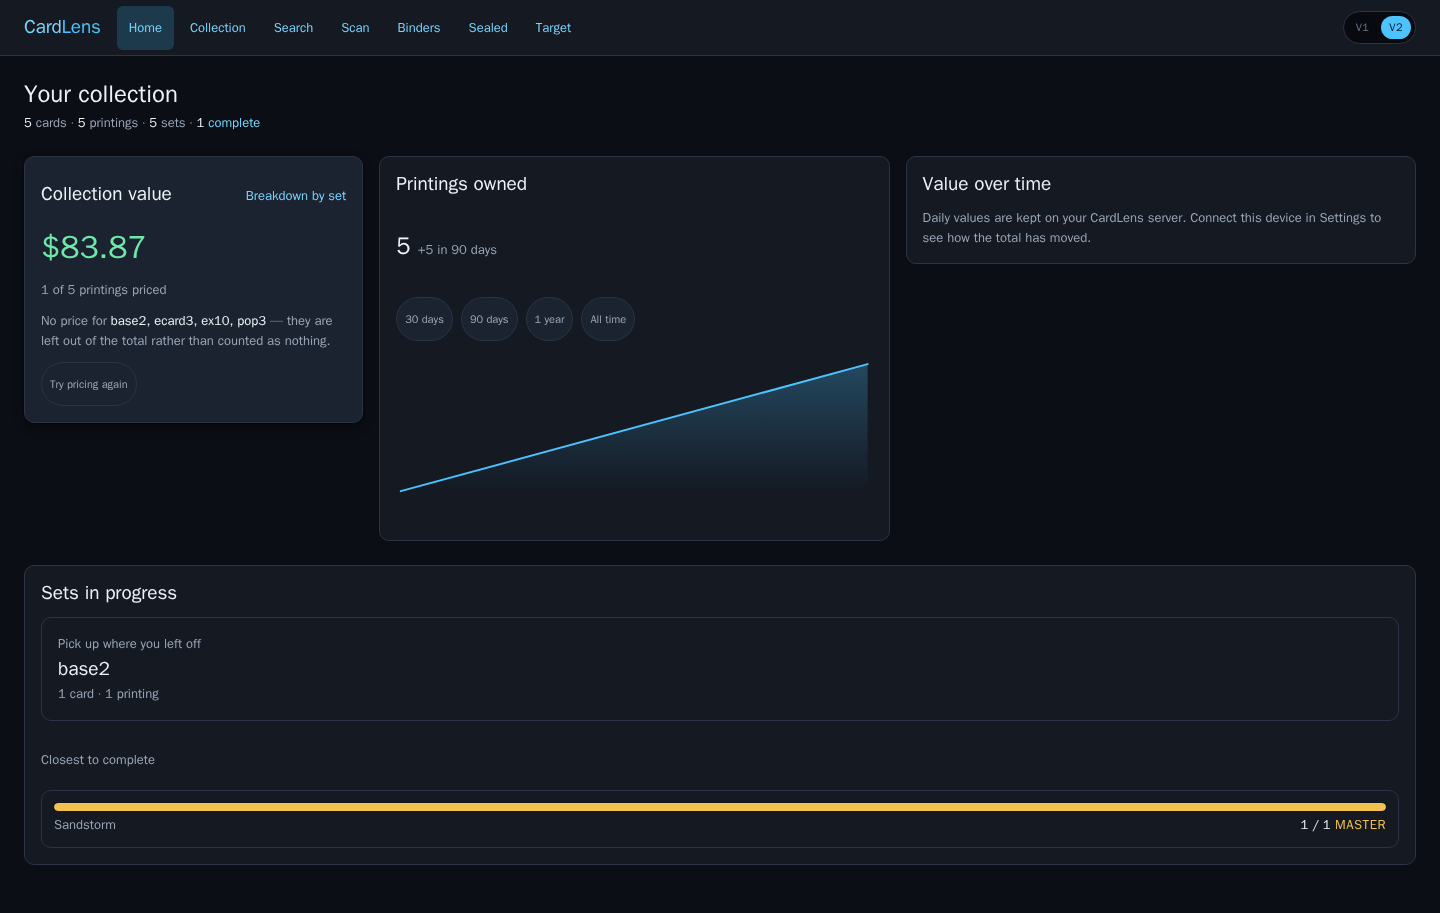 CardLens Home Collection Search Scan Binders Sealed Target V1 V2
Your collection
5 cards · 5 printings · 5 sets · 1 complete
Collection value Breakdown by set
$83.87
1 of 5 printings priced
No price for base2, ecard3, ex10, pop3 — they are
left out of the total rather than counted as nothing.
Try pricing again
Printings owned
5 +5 in 90 days
30 days 90 days 1 year All time
Value over time
Daily values are kept on your CardLens server. Connect this device in Settings to
see how the total has moved.
Sets in progress
Pick up where you left off
base2
1 card · 1 printing
Closest to complete
Sandstorm 1 / 1 MASTER